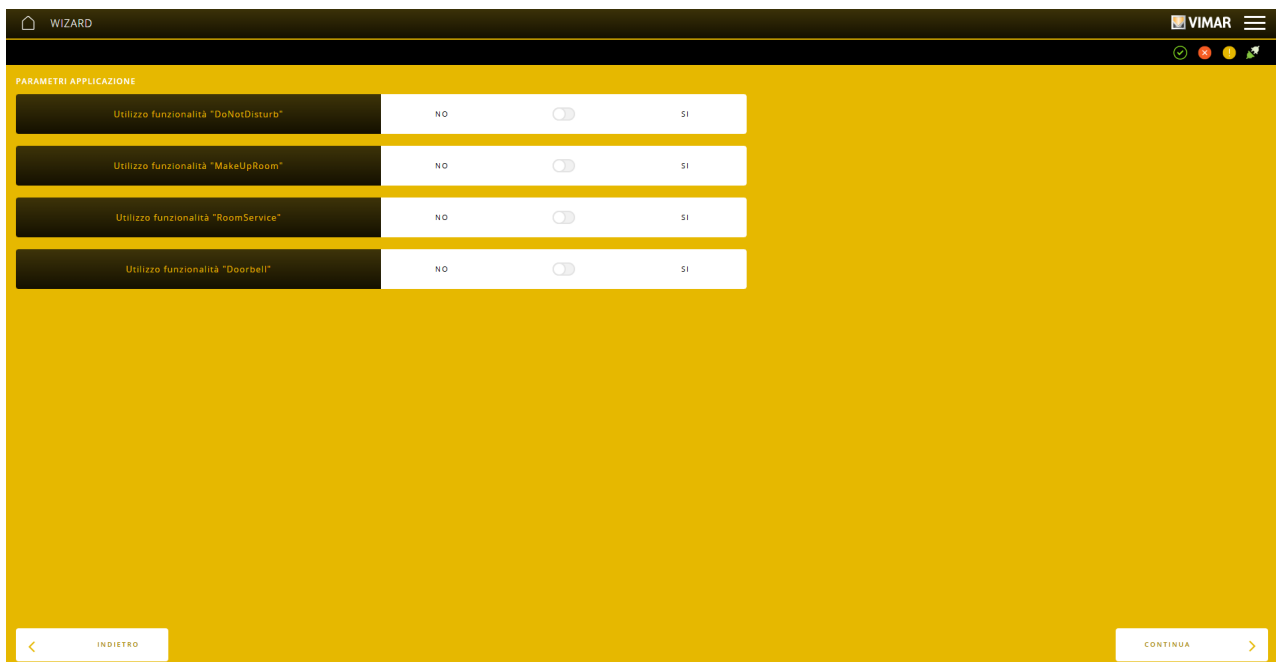 WIZARD
VIMAR
PARAMETRI APPLICAZIONE
Utilizzo funzionalità "DoNotDisturb" NO SI
Utilizzo funzionalità "MakeUpRoom" NO SI
Utilizzo funzionalità "RoomService" NO SI
Utilizzo funzionalità "Doorbell" NO SI
INDIETRO
CONTINUA